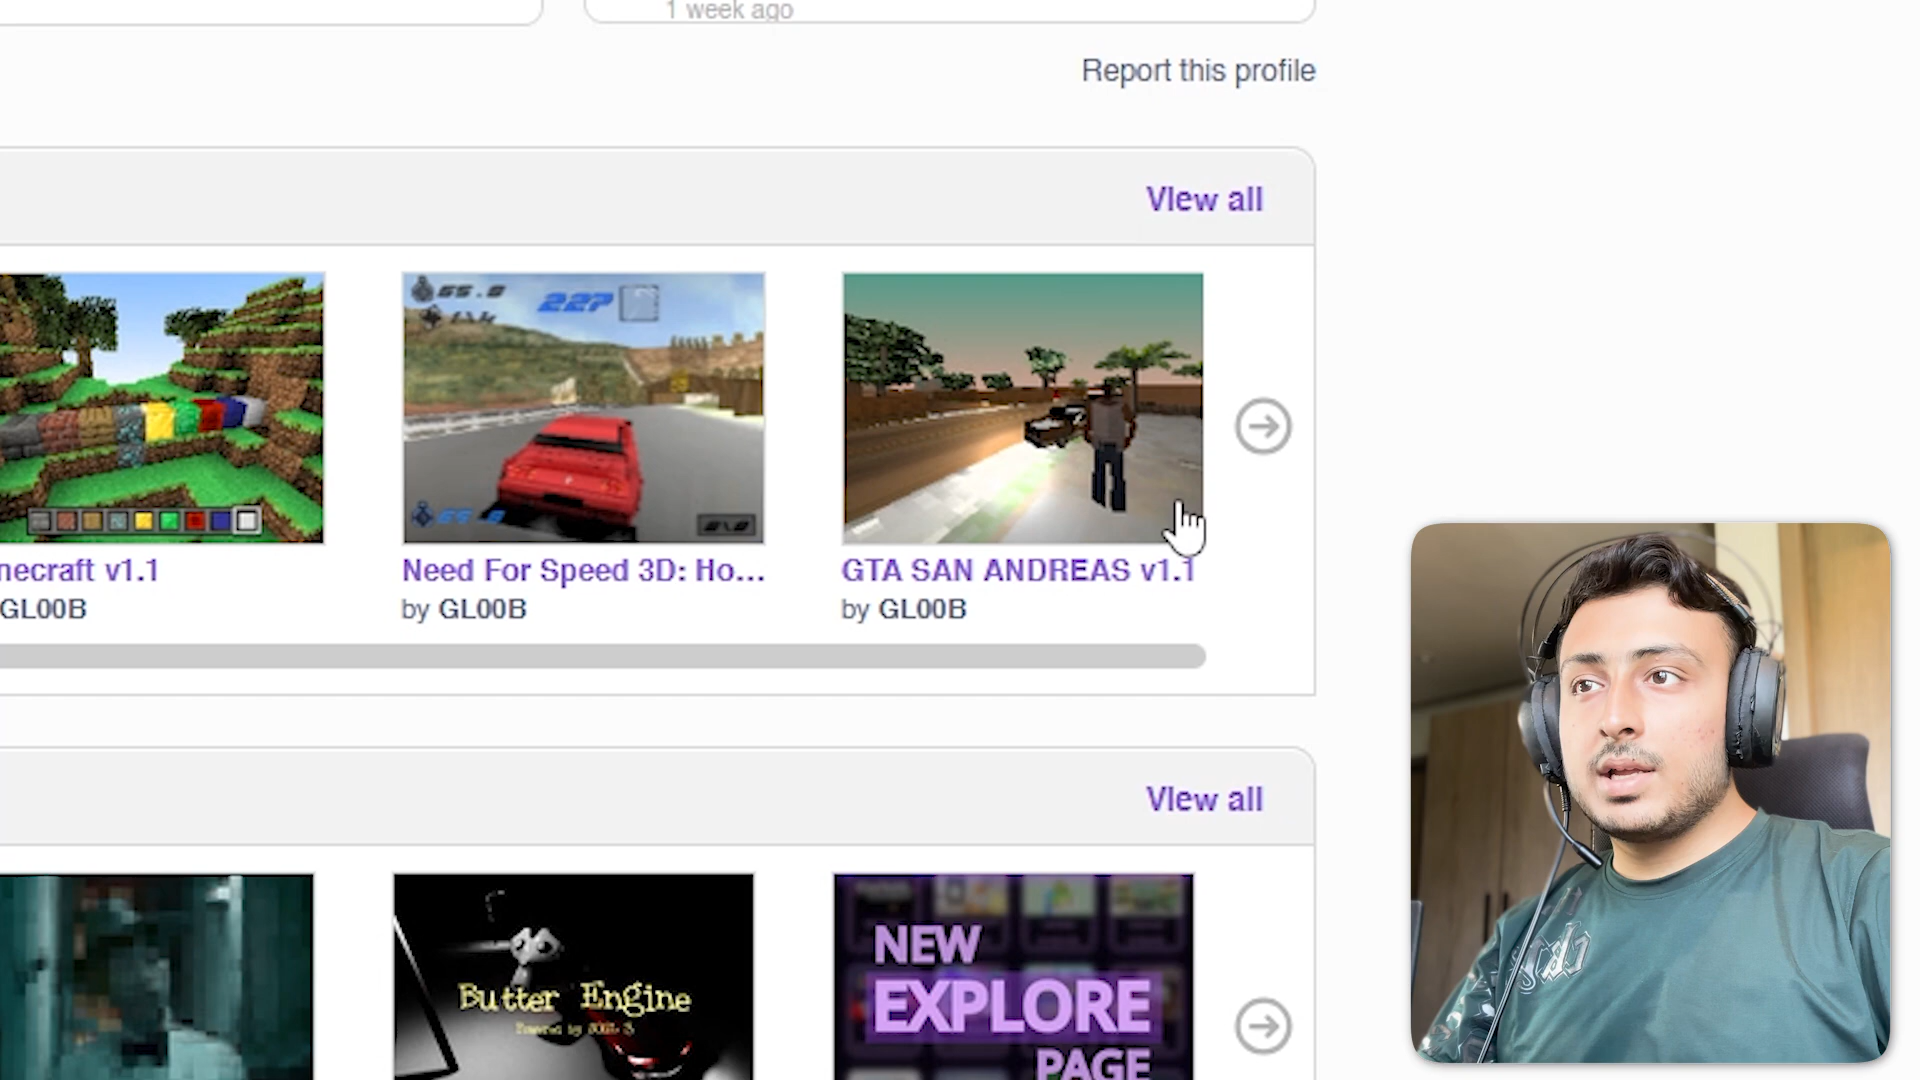 1 week ago
Report this profile
View all
necraft v1.1
GL00B
Need For Speed 3D: Ho...
by GL00B
GTA SAN ANDREAS v1.1
by GL00B
View all
Butter Engine
NEW
EXPLORE
PAGE